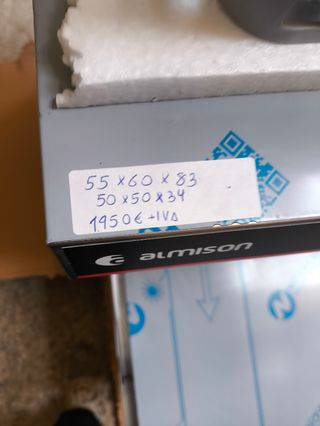 55 x 60 x 83
50 x 50 x 34
1,950 € + IVA
almison